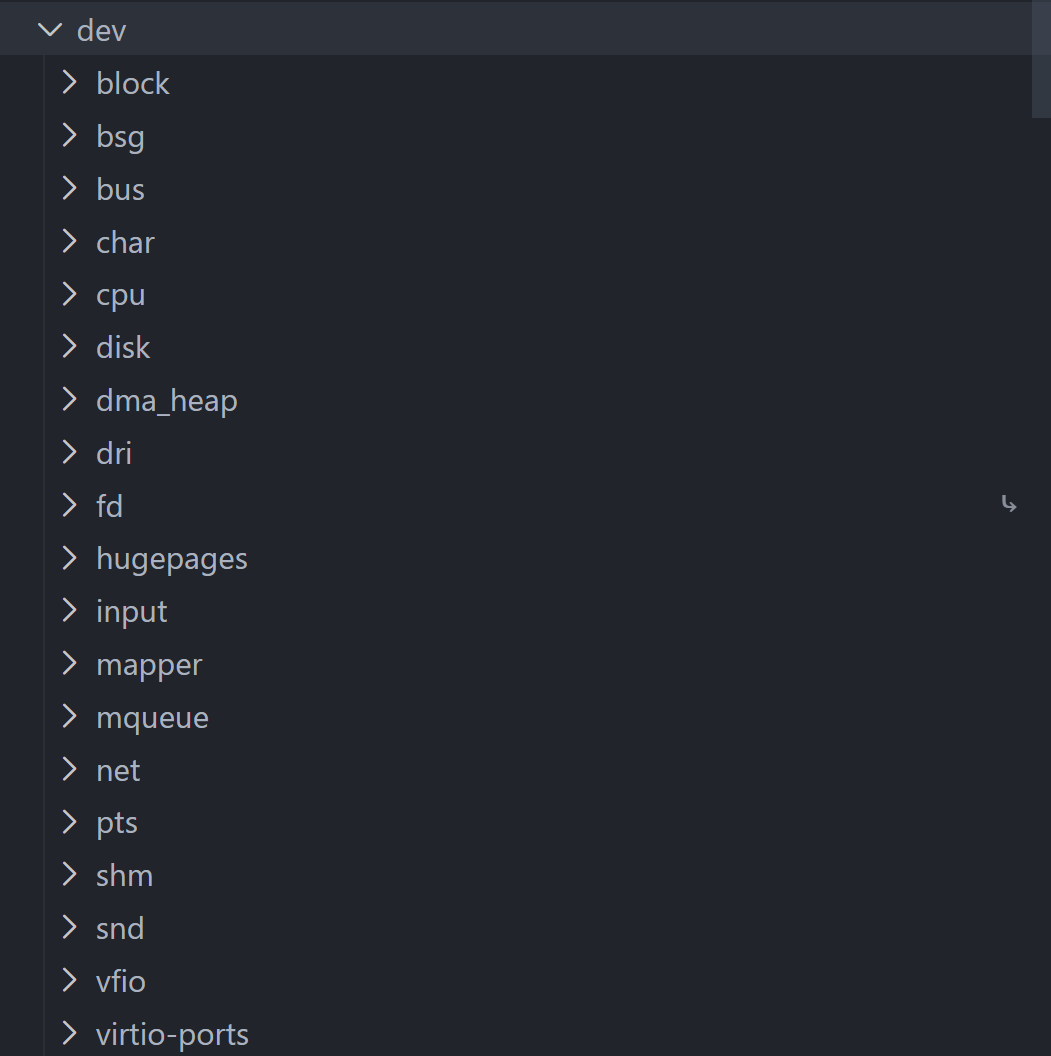 dev
block
bsg
bus
char
cpu
disk
dma_heap
dri
fd
hugepages
input
mapper
mqueue
net
pts
shm
snd
vfio
virtio-ports